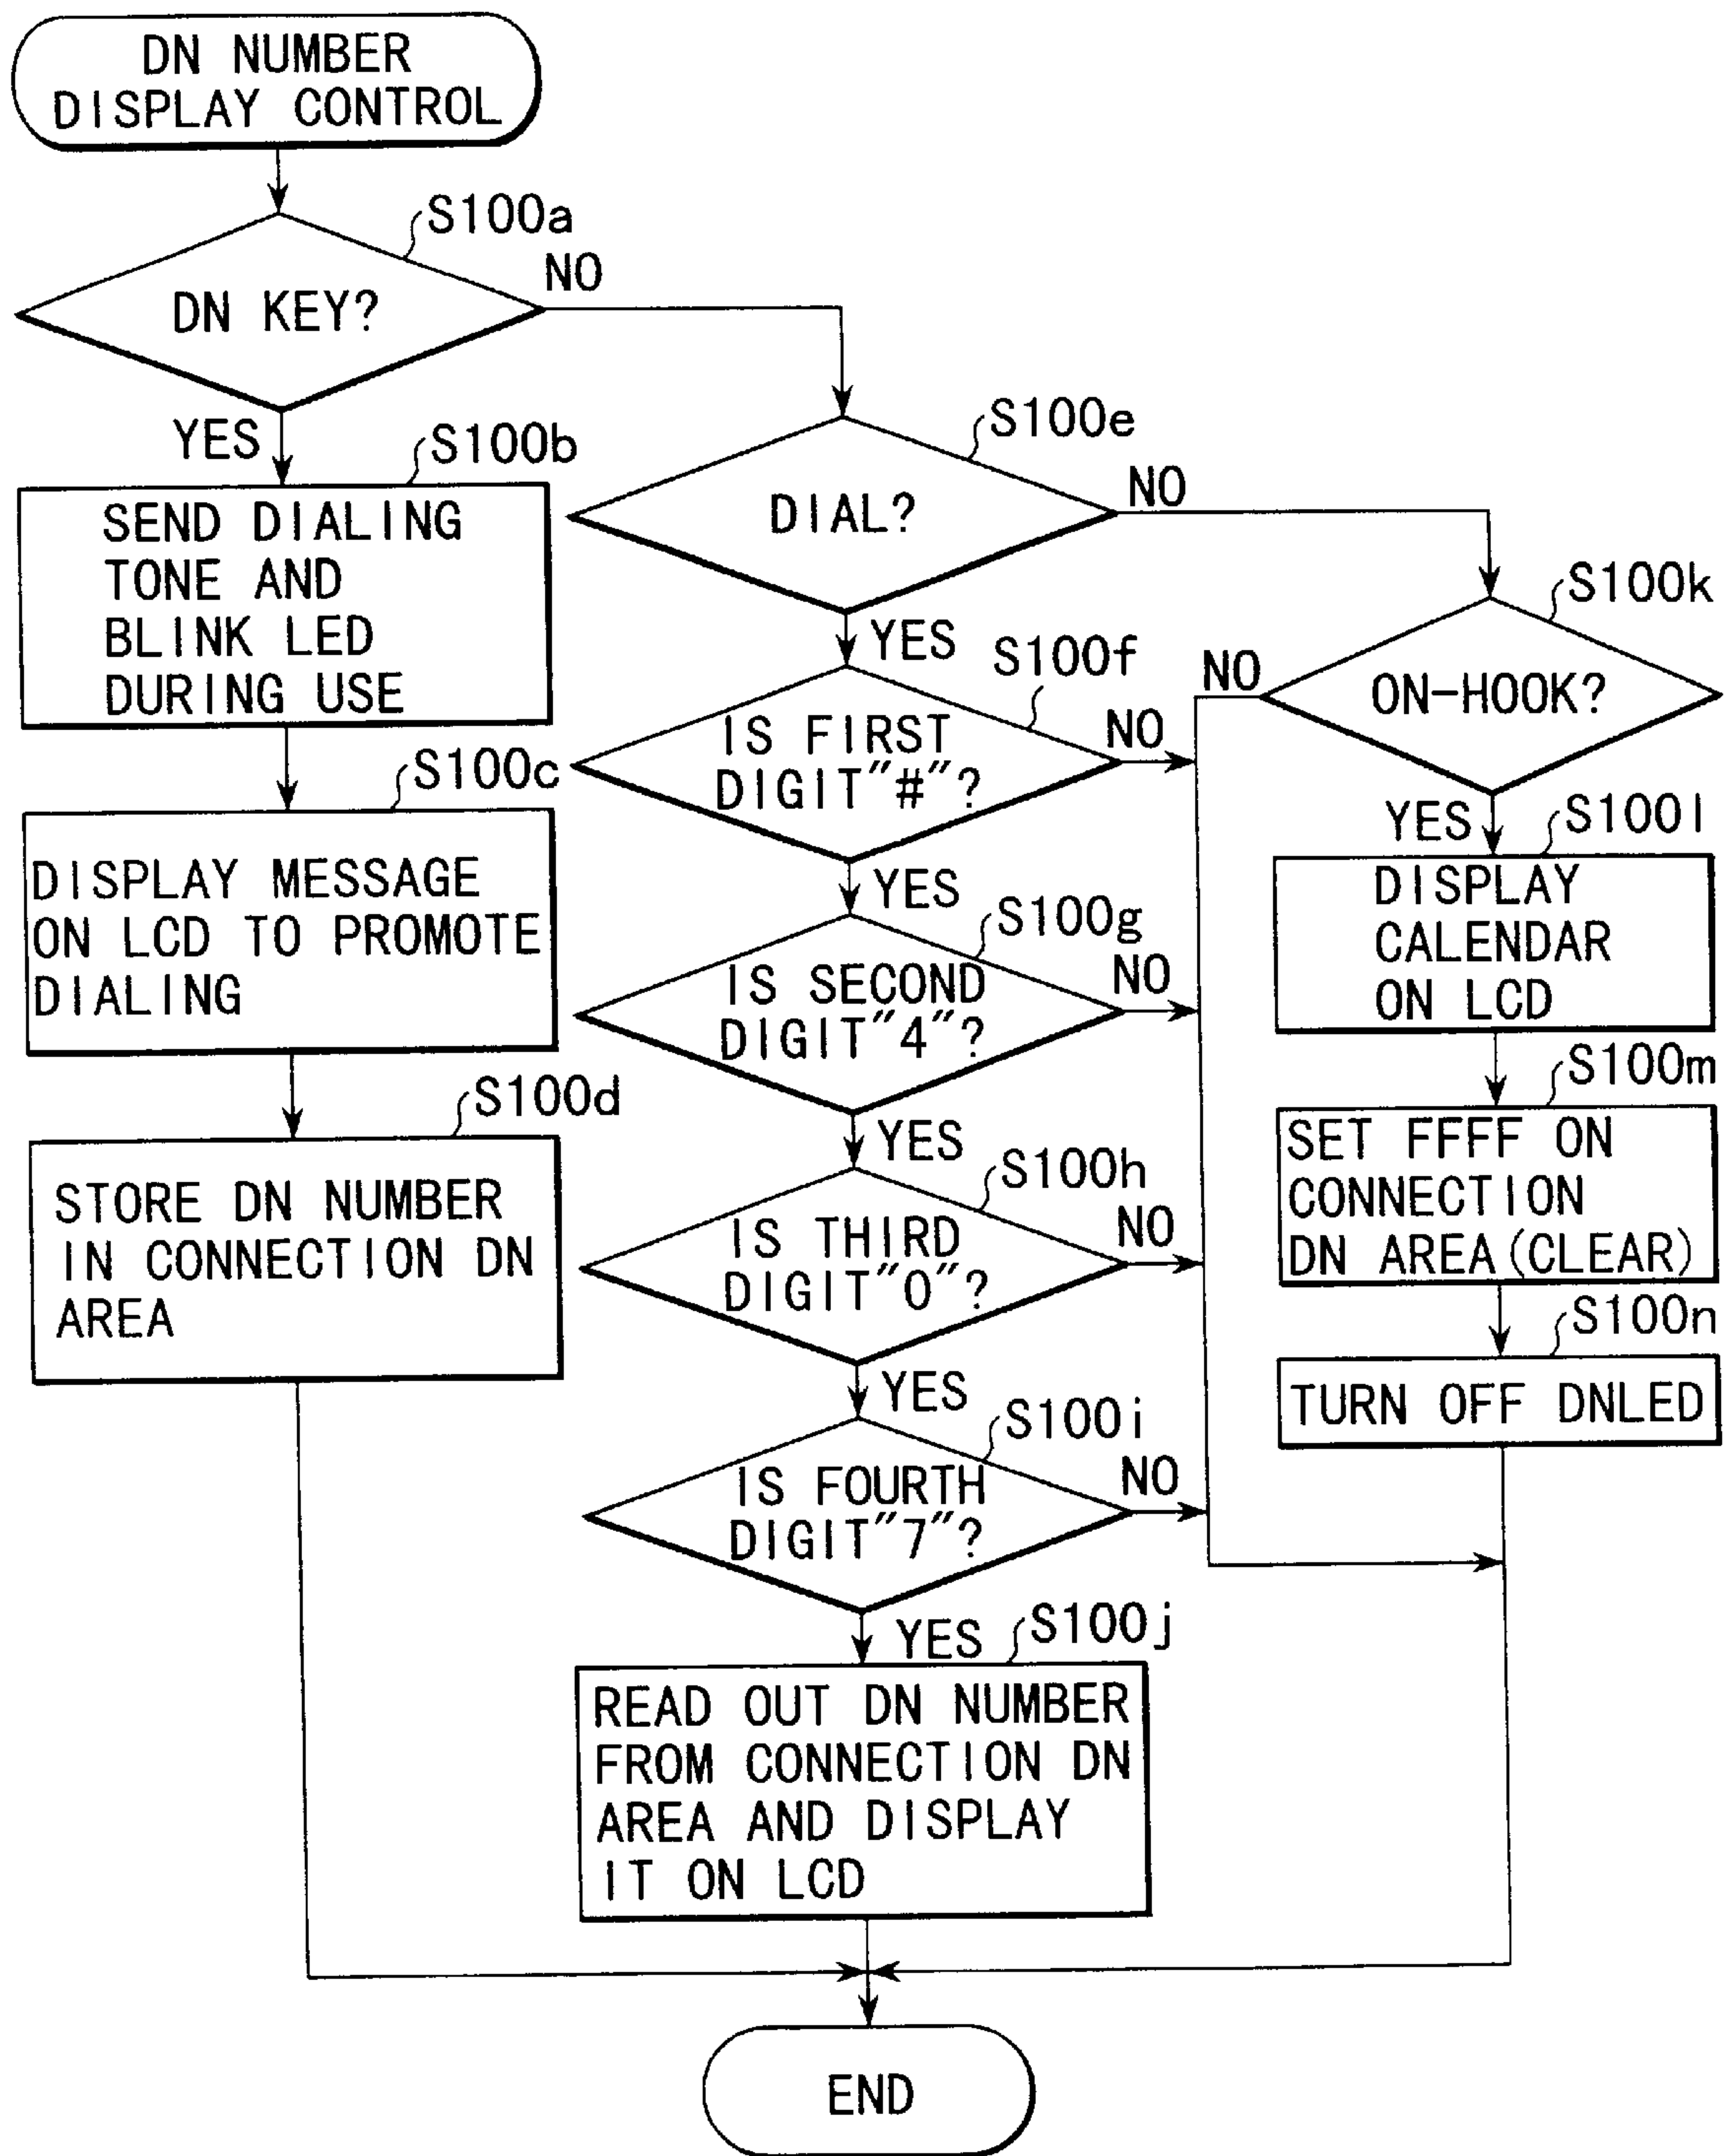 DN NUMBER
DISPLAY CONTROL
S100a
DN KEY?
NO
YES
S100b
SEND DIALING
TONE AND
BLINK LED
DURING USE
S100c
DISPLAY MESSAGE
ON LCD TO PROMOTE
DIALING
S100d
STORE DN NUMBER
IN CONNECTION DN
AREA
S100e
DIAL?
NO
YES
S100f
IS FIRST
DIGIT"#"?
NO
YES
S100g
IS SECOND
DIGIT"4"?
NO
YES
S100h
IS THIRD
DIGIT"0"?
NO
YES
S100i
IS FOURTH
DIGIT"7"?
NO
YES
S100j
READ OUT DN NUMBER
FROM CONNECTION DN
AREA AND DISPLAY
IT ON LCD
S100k
ON-HOOK?
NO
YES
S100l
DISPLAY
CALENDAR
ON LCD
S100m
SET FFFF ON
CONNECTION
DN AREA(CLEAR)
S100n
TURN OFF DNLED
END